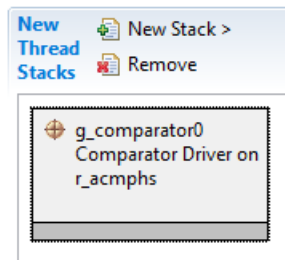 New
Thread
Stacks
New Stack >
Remove
g_comparator0
Comparator Driver on
r_acmphs